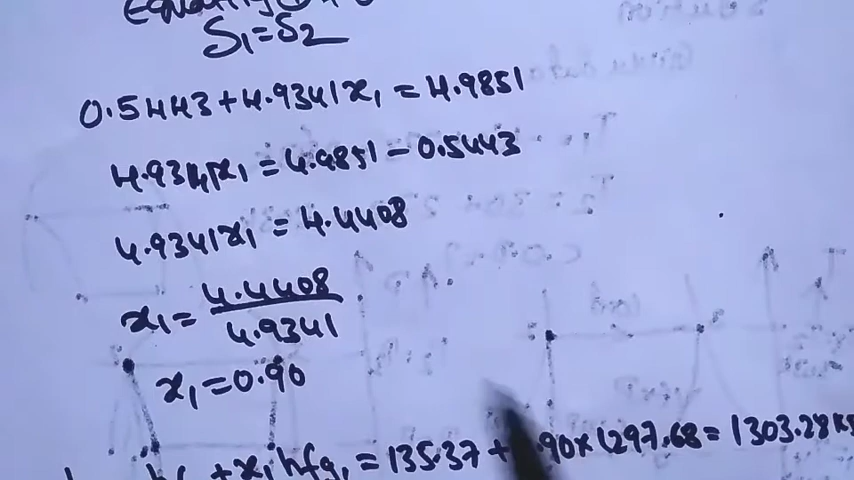 S1=S2
0.5443+4.9341x1 = 4.9851
4.9341x1 = 4.9851-0.5443
4.9341x1 = 4.4408
x1= 4.4408
4.9341
x1=0.90
+x1 hfg1 = 135.37 + .90×1297.68= 1303.28